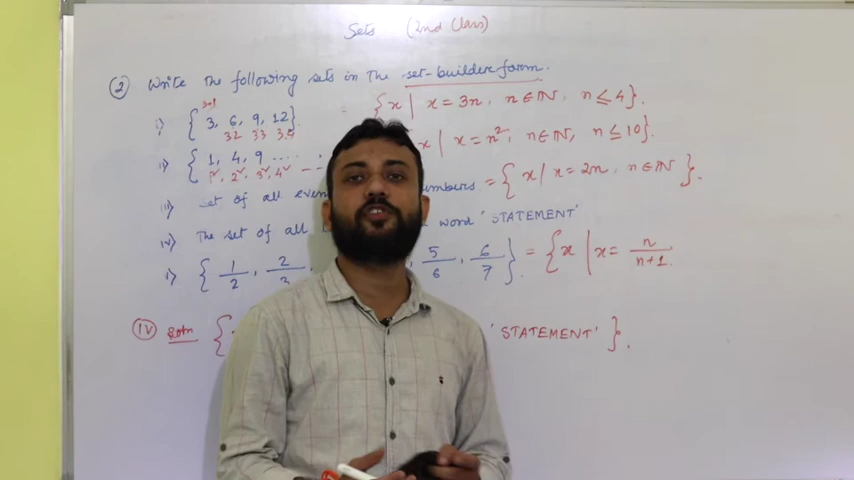 Sets (2nd Class)
② Write the following sets in the set-builder form.
i) { 3, 6, 9, 12 } = { x | x = 3n, n ∈ ℕ, n ≤ 4 }.
3·1 3·2 3·3 3·4
ii) { 1, 4, 9 .... x | x = n², n ∈ ℕ, n ≤ 10 }.
1² 2² 3² 4²
iii) set of all even umbers = { x | x = 2n, n ∈ ℕ }.
iv) The set of all word 'STATEMENT'
v) { 1/2, 2/3, , 5/6, 6/7 }. = { x | x = n/n+1
(IV) Soln { 'STATEMENT' }.